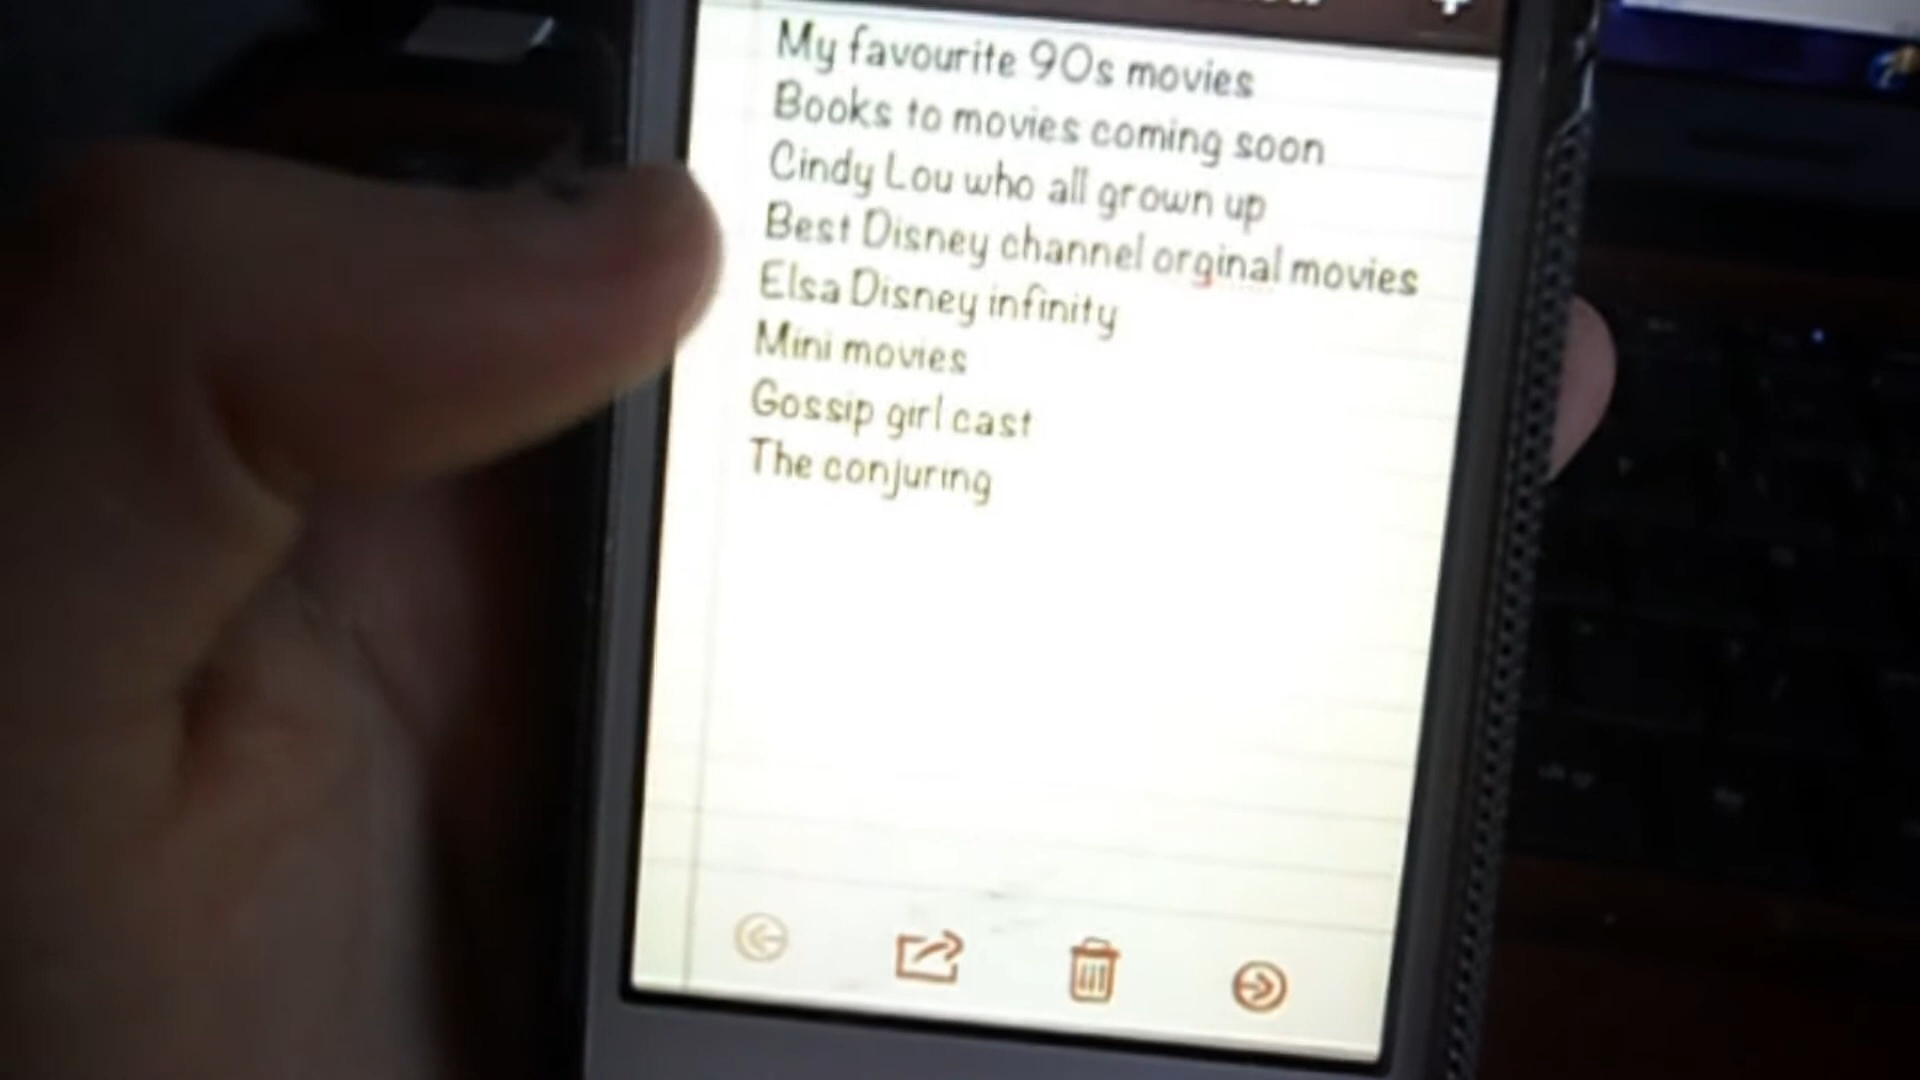 My favourite 90s movies
Books to movies coming soon
Cindy Lou who all grown up
Best Disney channel orginal movies
Elsa Disney infinity
Mini movies
Gossip girl cast
The conjuring